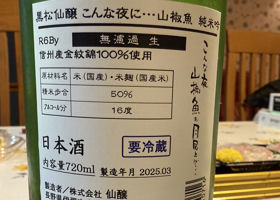 黒松仙醸 こんな夜に…山椒魚 純米吟
R6By 無濾過 生
信州産金紋錦100%使用
原材料名 米(国産)・米麹(国産米)
精米歩合 50%
アルコール分 16度
日本酒 要冷蔵
内容量720ml 製造年月 2025.03
製造者/株式会社 仙醸
こんな夜に
山椒魚